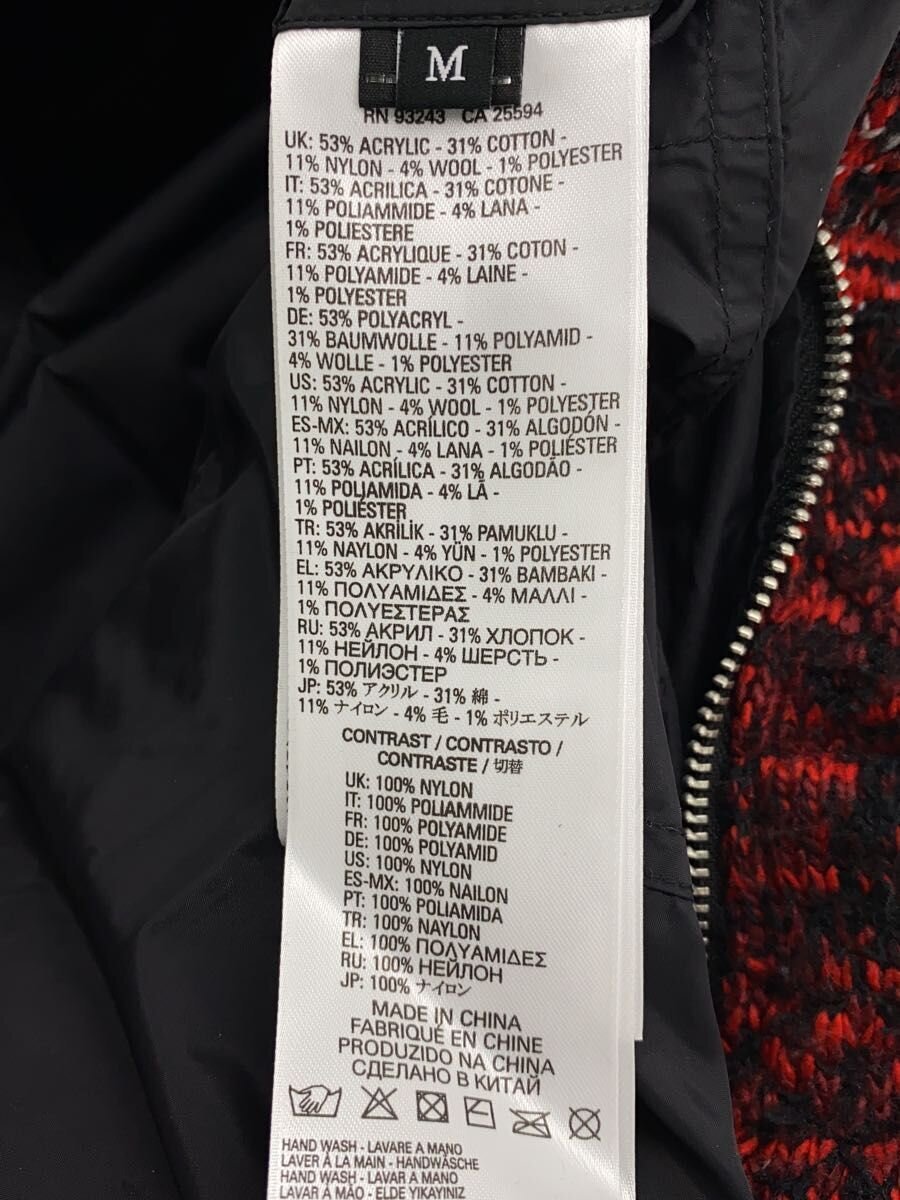 M
RN 93243 CA 25594
UK: 53% ACRYLIC - 31% COTTON -
11% NYLON - 4% WOOL - 1% POLYESTER
IT: 53% ACRILICA - 31% COTONE -
11% POLIAMMIDE - 4% LANA -
1% POLIESTERE
FR: 53% ACRYLIQUE - 31% COTON -
11% POLYAMIDE - 4% LAINE -
1% POLYESTER
DE: 53% POLYACRYL -
31% BAUMWOLLE - 11% POLYAMID -
4% WOLLE - 1% POLYESTER
US: 53% ACRYLIC - 31% COTTON -
11% NYLON - 4% WOOL - 1% POLYESTER
ES-MX: 53% ACRÍLICO - 31% ALGODÓN -
11% NAILON - 4% LANA - 1% POLIÉSTER
PT: 53% ACRÍLICA - 31% ALGODÃO -
11% POLIAMIDA - 4% LÃ -
1% POLIÉSTER
TR: 53% AKRİLİK - 31% PAMUKLU -
11% NAYLON - 4% YÜN - 1% POLYESTER
EL: 53% ΑΚΡΥΛΙΚΟ - 31% ΒΑΜΒΑΚΙ -
11% ΠΟΛΥΑΜΙΔΕΣ - 4% ΜΑΛΛΙ -
1% ΠΟΛΥΕΣΤΕΡΑΣ
RU: 53% АКРИЛ - 31% ХЛОПОК -
11% НЕЙЛОН - 4% ШЕРСТЬ -
1% ПОЛИЭСТЕР
JP: 53% アクリル - 31% 綿 -
11% ナイロン - 4% 毛 - 1% ポリエステル
CONTRAST / CONTRASTO /
CONTRASTE / 切替
UK: 100% NYLON
IT: 100% POLIAMMIDE
FR: 100% POLYAMIDE
DE: 100% POLYAMID
US: 100% NYLON
ES-MX: 100% NAILON
PT: 100% POLIAMIDA
TR: 100% NAYLON
EL: 100% ΠΟΛΥΑΜΙΔΕΣ
RU: 100% НЕЙЛОН
JP: 100% ナイロン
MADE IN CHINA
FABRIQUÉ EN CHINE
PRODUZIDO NA CHINA
СДЕЛАНО В КИТАЙ
HAND WASH - LAVARE A MANO
LAVER À LA MAIN - HANDWÄSCHE
HAND WASH - LAVAR A MANO
LAVAR À MÃO - ELDE YIKAYINIZ